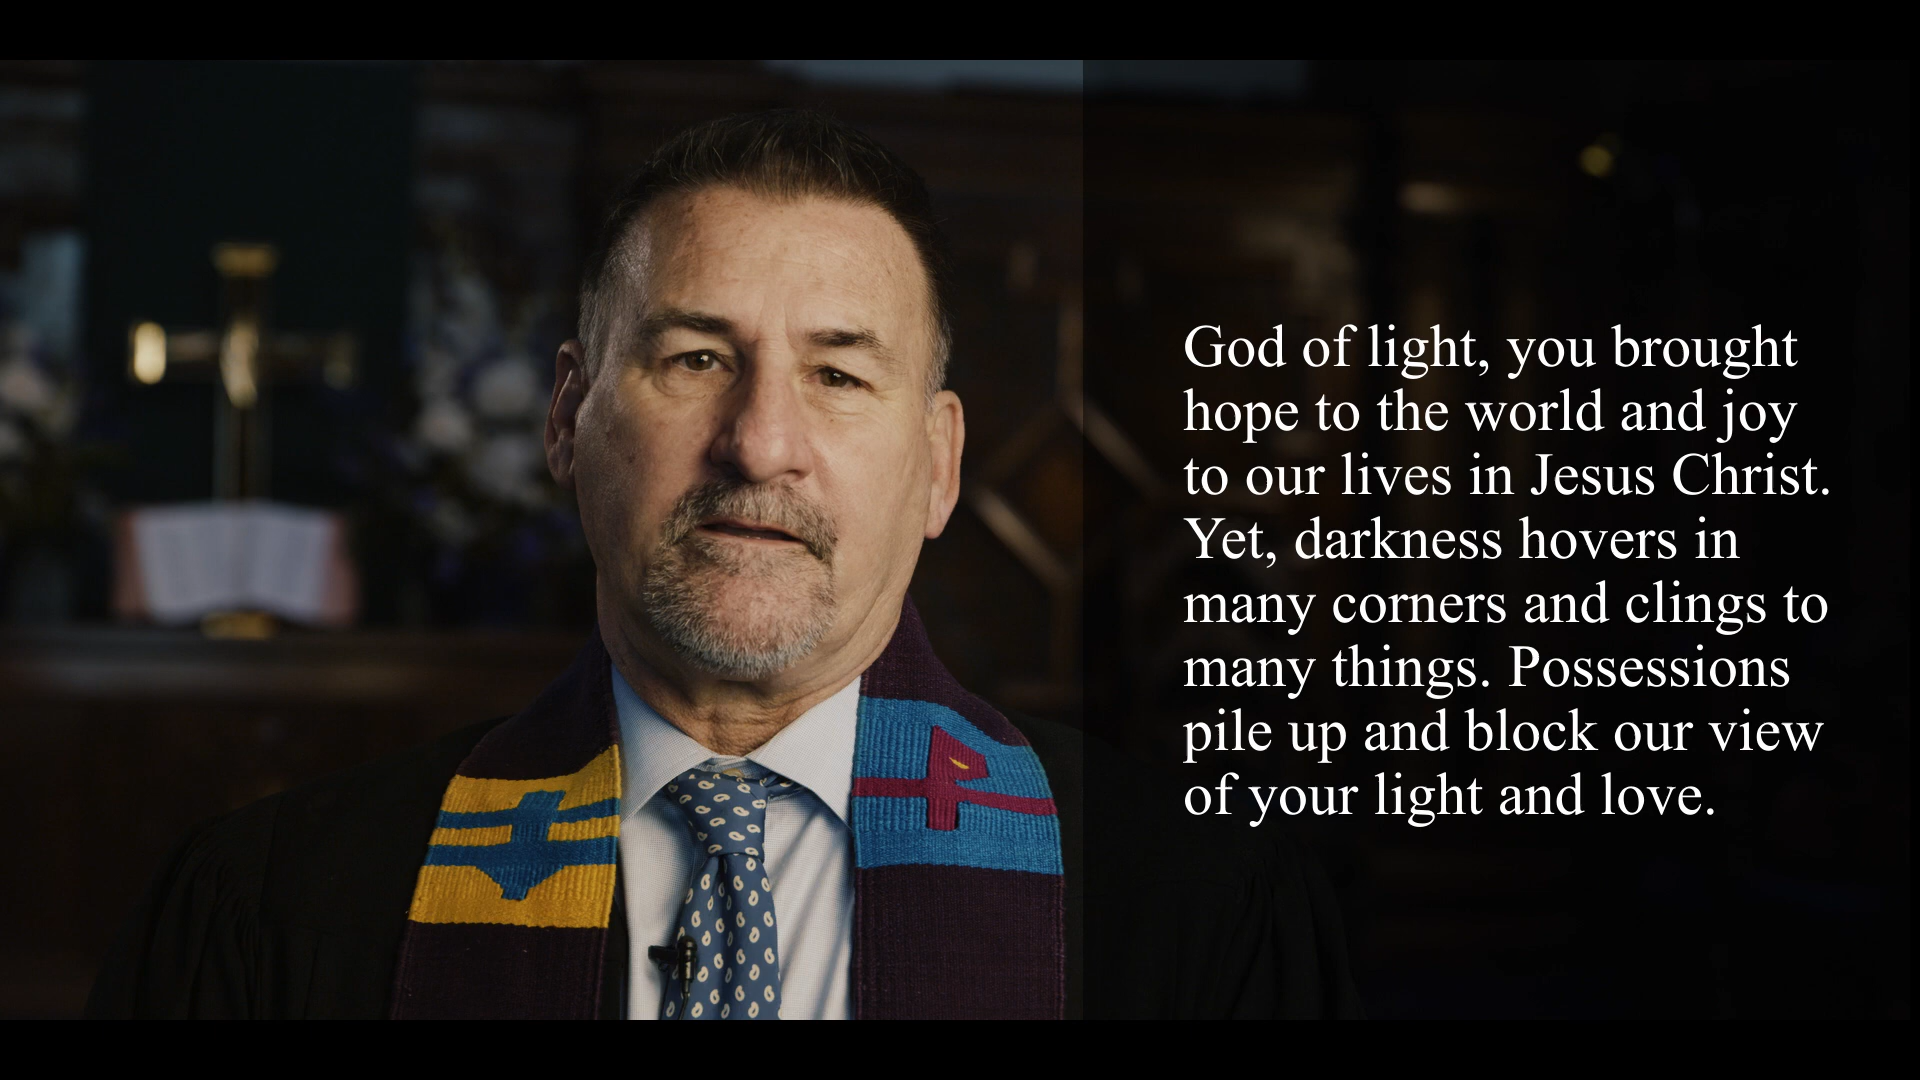 God of light, you brought
hope to the world and joy
to our lives in Jesus Christ.
Yet, darkness hovers in
many corners and clings to
many things. Possessions
pile up and block our view
of your light and love.